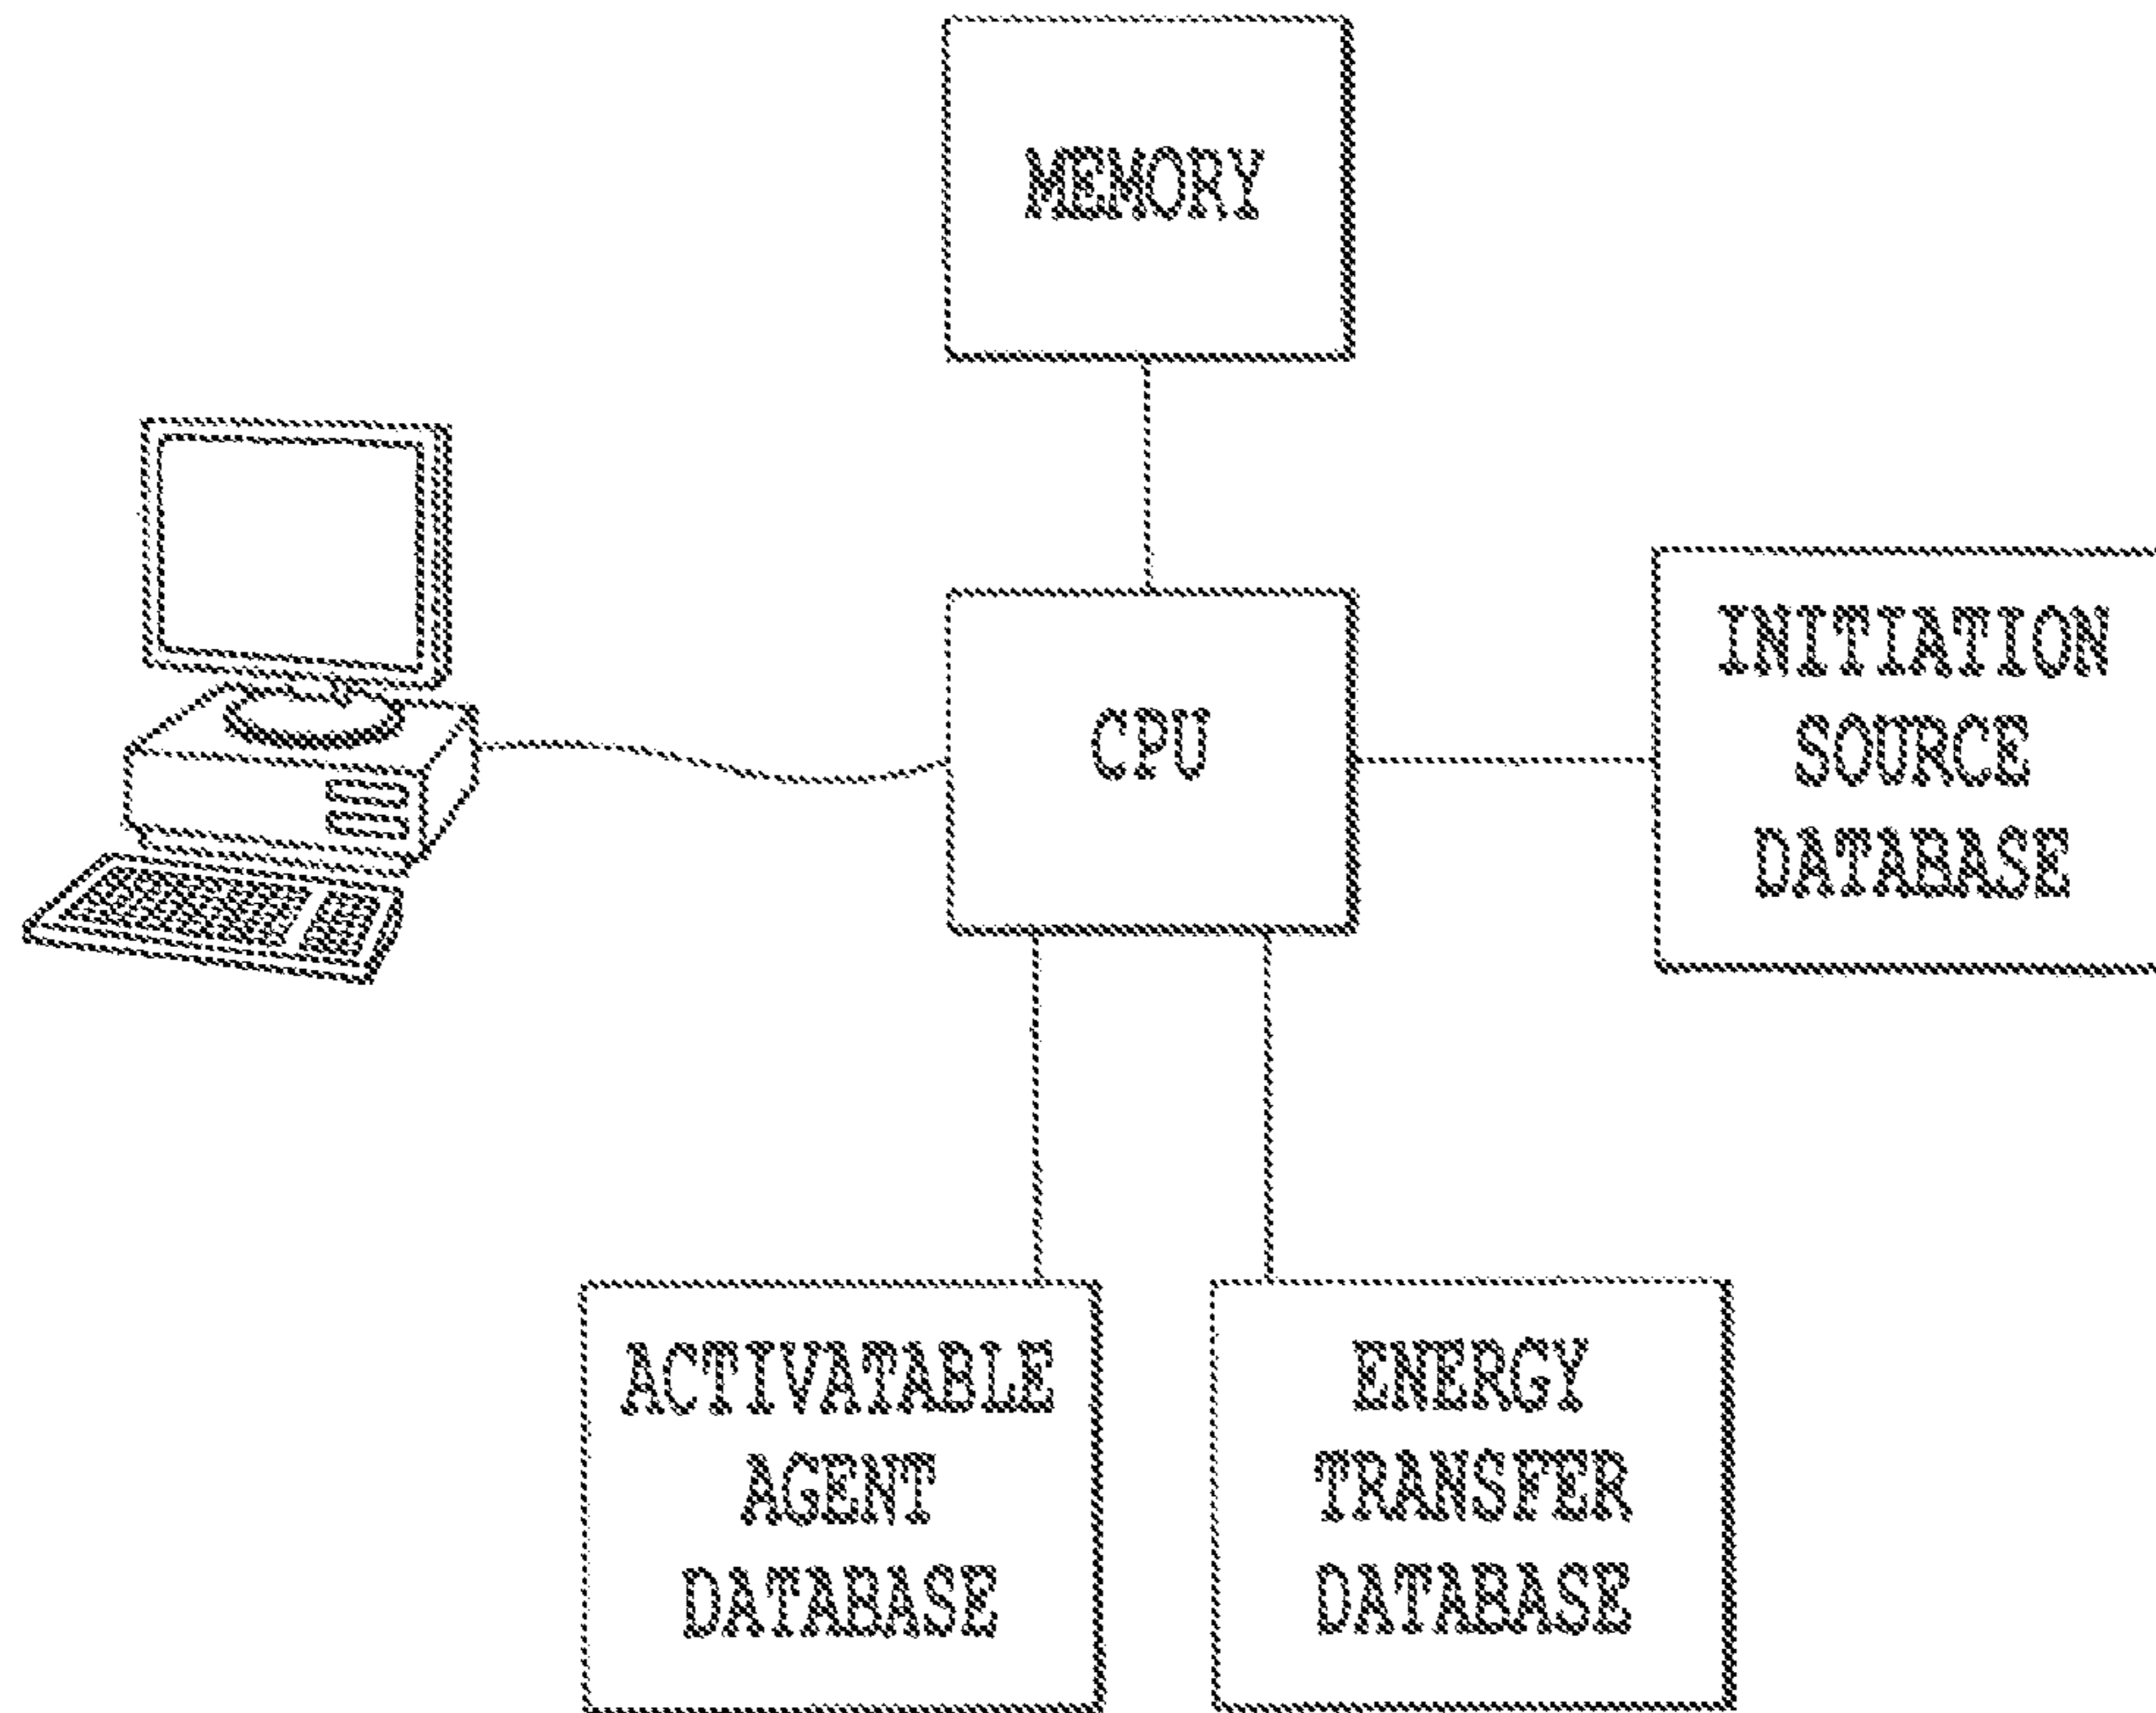 MEMORY
CPU
INITIATION
SOURCE
DATABASE
ACTIVATABLE
AGENT
DATABASE
ENERGY
TRANSFER
DATABASE